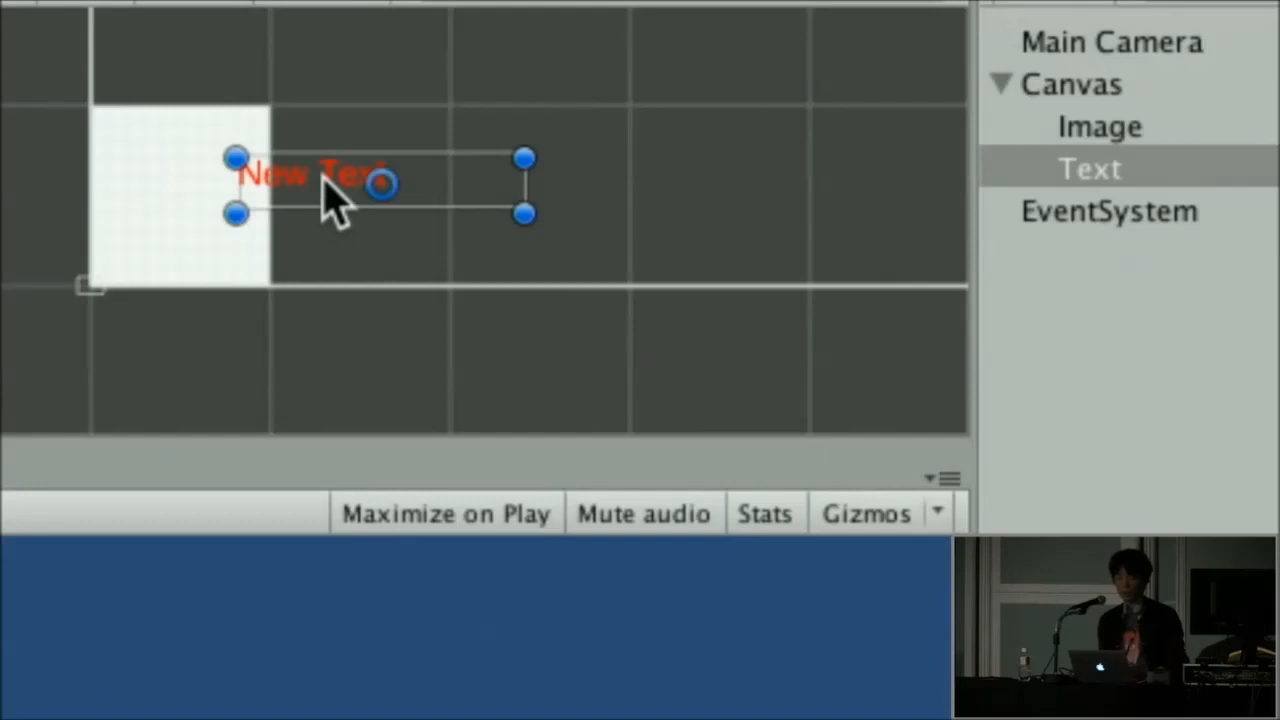 Main Camera
Canvas
Image
Text
EventSystem
New Text
Maximize on Play
Mute audio
Stats
Gizmos